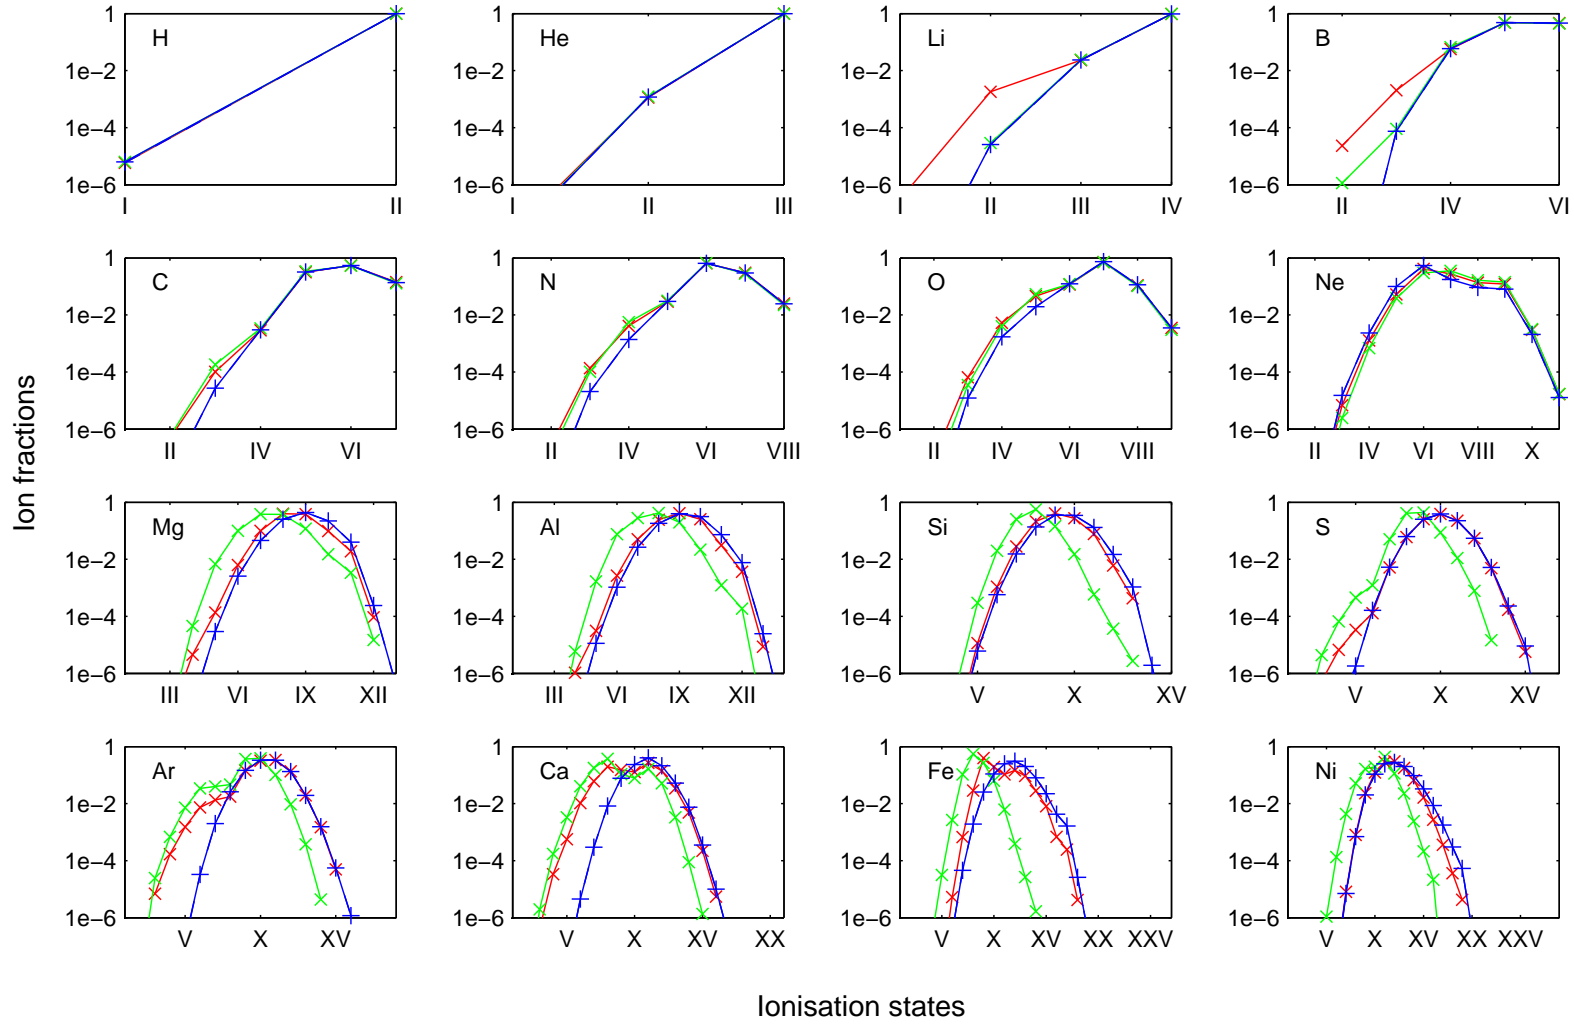 1 1 1 1
H He Li B
1e−2 1e−2 1e−2 1e−2
1e−4 1e−4 1e−4 1e−4
1e−6 1e−6 1e−6 1e−6
I II I II III I II III IV II IV VI
1 1 1 1
C N O Ne
1e−2 1e−2 1e−2 1e−2
1e−4 1e−4 1e−4 1e−4
1e−6 1e−6 1e−6 1e−6
II IV VI II IV VI VIII II IV VI VIII II IV VI VIII X
Ion fractions
1 1 1 1
Mg Al Si S
1e−2 1e−2 1e−2 1e−2
1e−4 1e−4 1e−4 1e−4
1e−6 1e−6 1e−6 1e−6
III VI IX XII III VI IX XII V X XV V X XV
1 1 1 1
Ar Ca Fe Ni
1e−2 1e−2 1e−2 1e−2
1e−4 1e−4 1e−4 1e−4
1e−6 1e−6 1e−6 1e−6
V X XV V X XV XX V X XV XX XXV V X XV XX XXV
Ionisation states